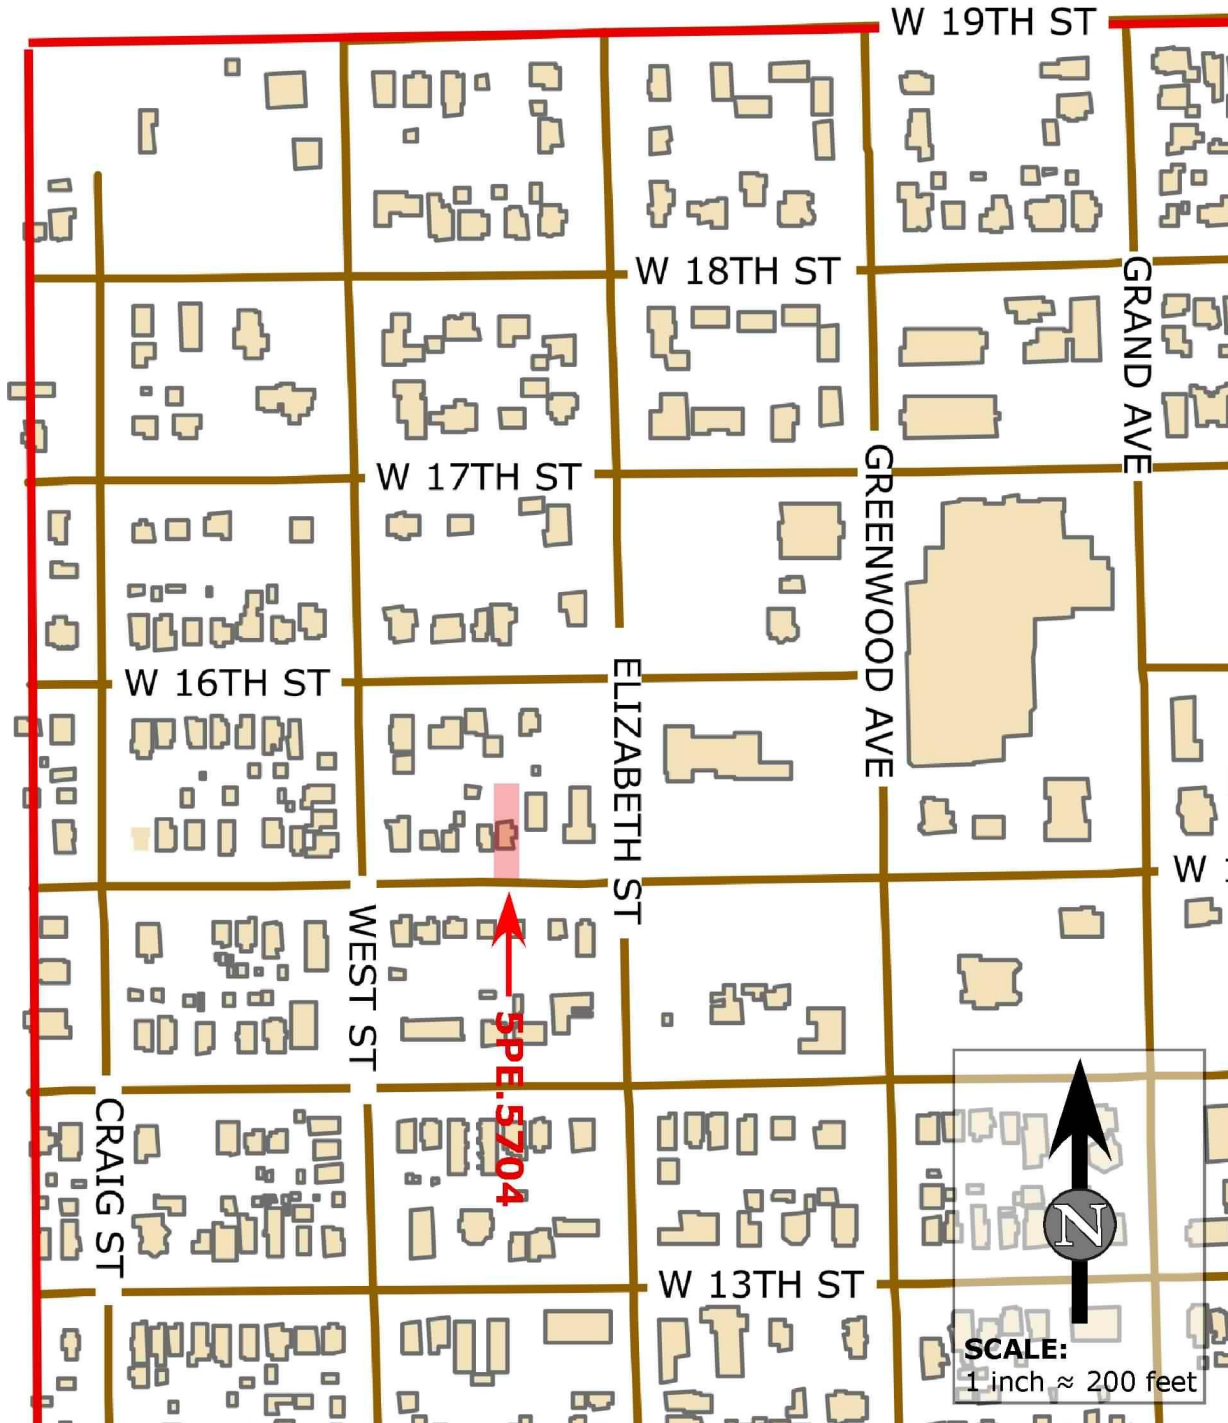 W 19TH ST
W 18TH ST
GRAND AVE
W 17TH ST
GREENWOOD AVE
W 16TH ST
ELIZABETH ST
W
WEST ST
5PE.5704
CRAIG ST
N
W 13TH ST
SCALE:
1 inch ≈ 200 feet